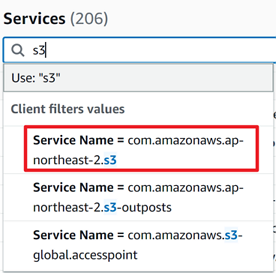 Services (206)
s3
Use: "s3"
Client filters values
Service Name = com.amazonaws.ap-
northeast-2.s3
Service Name = com.amazonaws.ap-
northeast-2.s3-outposts
Service Name = com.amazonaws.s3-
global.accesspoint